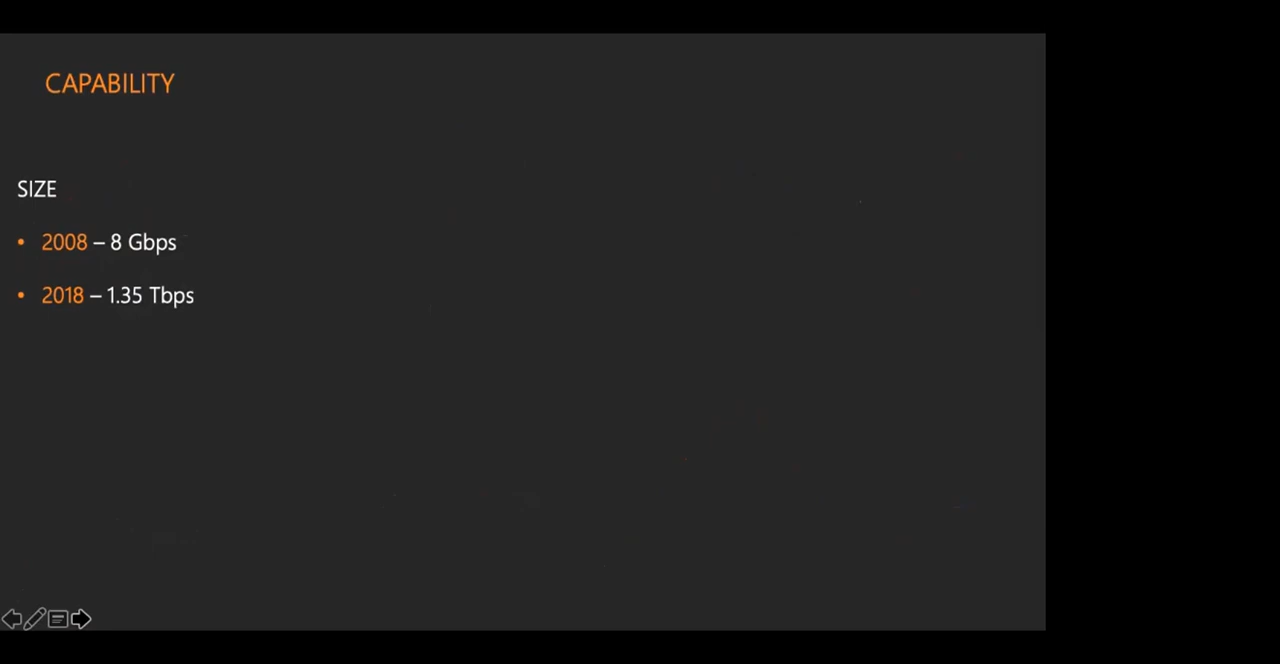 CAPABILITY
SIZE
• 2008 – 8 Gbps
• 2018 – 1.35 Tbps